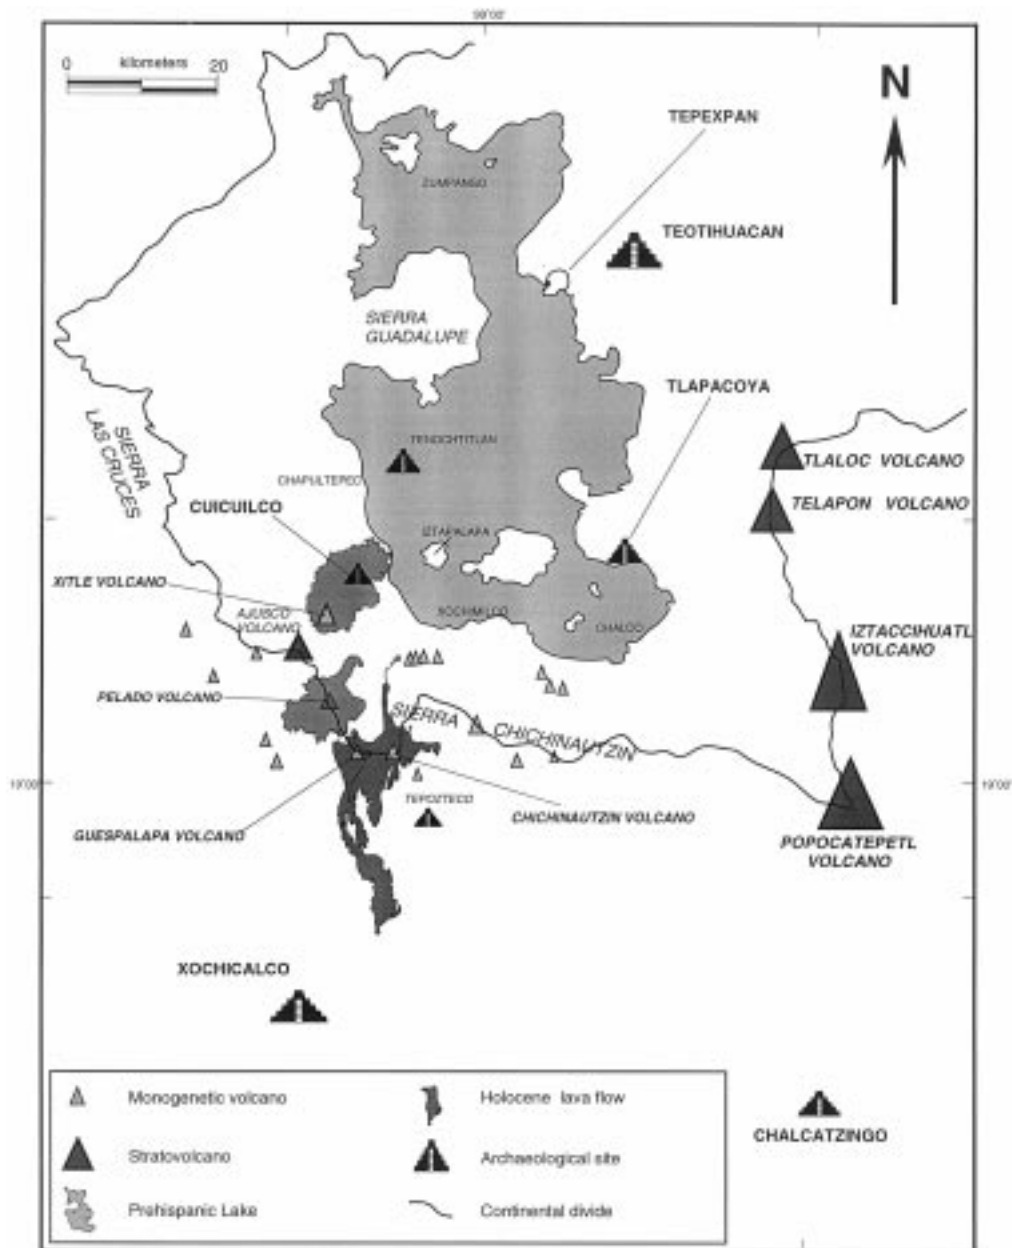 99°00'
0 kilometers 20
N
TEPEXPAN
ZUMPANGO
TEOTIHUACAN
SIERRA
GUADALUPE
TLAPACOYA
SIERRA
LAS CRUCES
TENOCHTITLAN
TLALOC VOLCANO
CHAPULTEPEC
TELAPON VOLCANO
CUICUILCO
IZTAPALAPA
XITLE VOLCANO
AJUSCO
VOLCANO
XOCHIMILCO
CHALCO
IZTACCIHUATL
VOLCANO
PELADO VOLCANO
SIERRA CHICHINAUTZIN
19°00'
19°00'
TEPOZTECO
CHICHINAUTZIN VOLCANO
GUESPALAPA VOLCANO
POPOCATEPETL
VOLCANO
XOCHICALCO
Monogenetic volcano
Holocene lava flow
Stratovolcano
Archaeological site
Prehispanic Lake
Continental divide
CHALCATZINGO